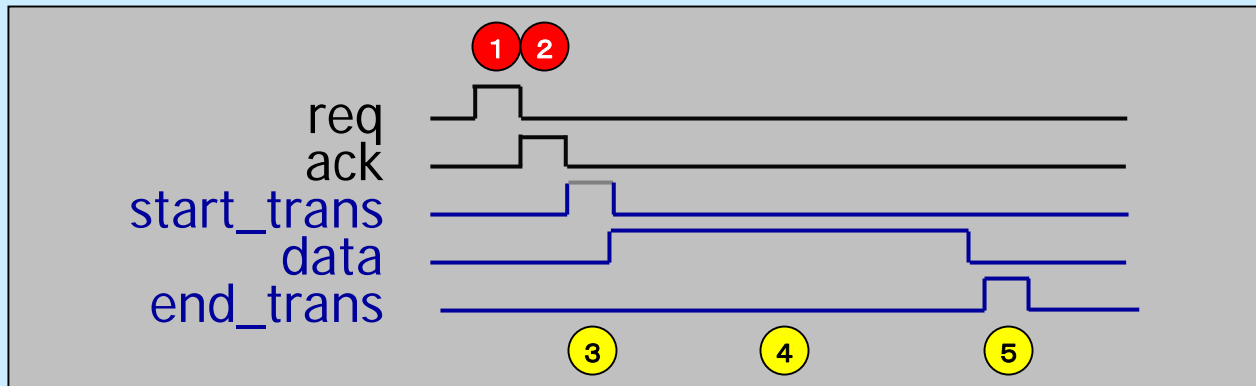 1 2
req
ack
start_trans
data
end_trans
3 4 5